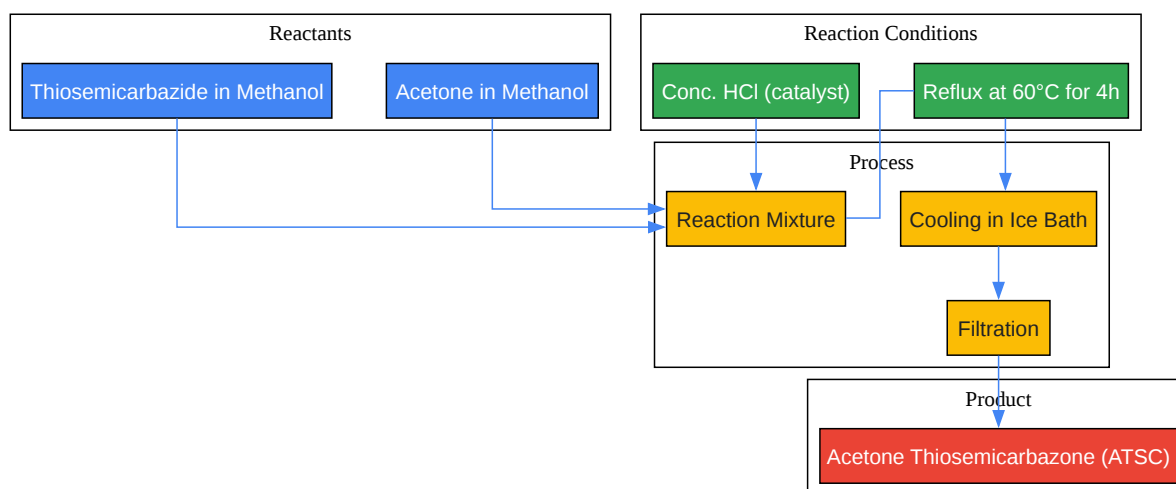 Reactants
Reaction Conditions
Thiosemicarbazide in Methanol
Acetone in Methanol
Conc. HCl (catalyst)
Reflux at 60°C for 4h
Process
Reaction Mixture
Cooling in Ice Bath
Filtration
Product
Acetone Thiosemicarbazone (ATSC)